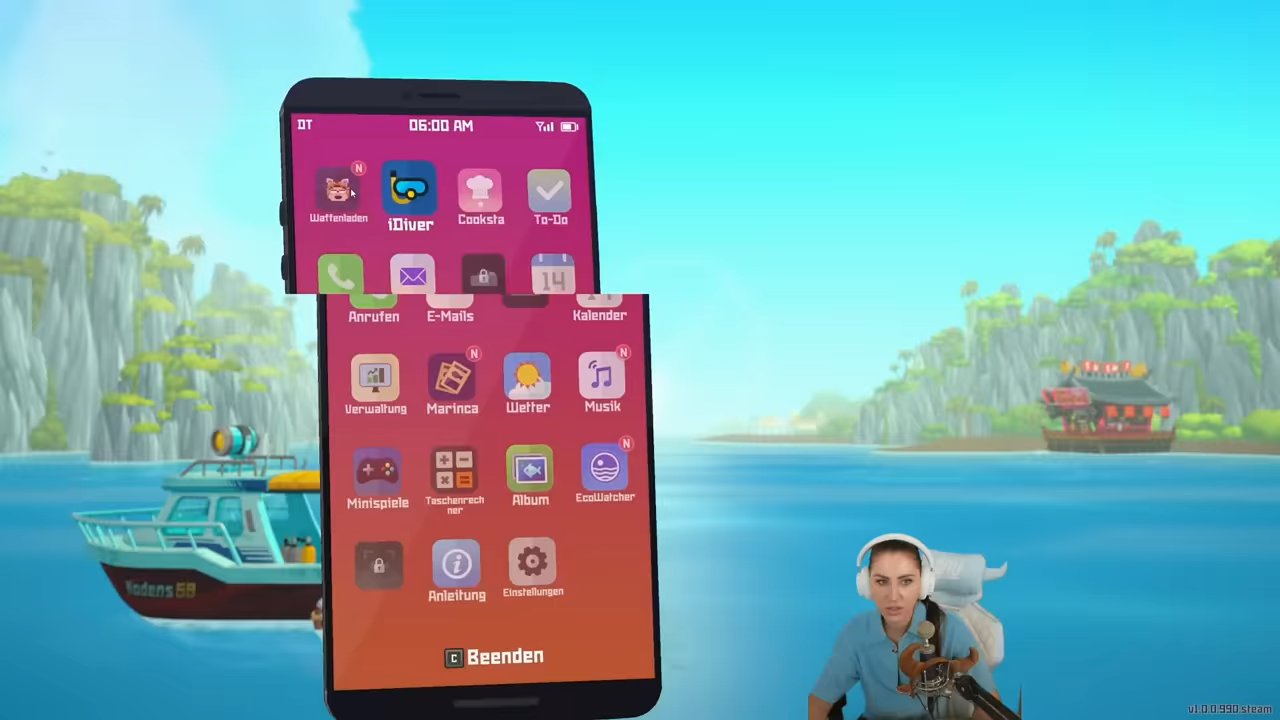 DT 06:00 AM
N
Waffenladen iDiver Cooksta To-Do
14
Anrufen E-Mails Kalender
N N
Verwaltung Marinca Wetter Musik
N
Minispiele Taschenrech
ner Album EcoWatcher
Anleitung Einstellungen
C Beenden
v1.0.0.990.steam